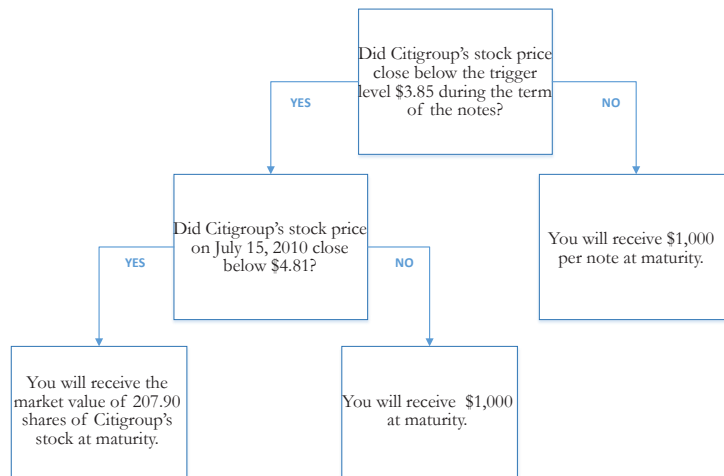 Did Citigroup’s stock price
close below the trigger
level $3.85 during the term
of the notes?
YES
NO
Did Citigroup’s stock price
on July 15, 2010 close
below $4.81?
You will receive $1,000
per note at maturity.
YES
NO
You will receive the
market value of 207.90
shares of Citigroup’s
stock at maturity.
You will receive $1,000
at maturity.